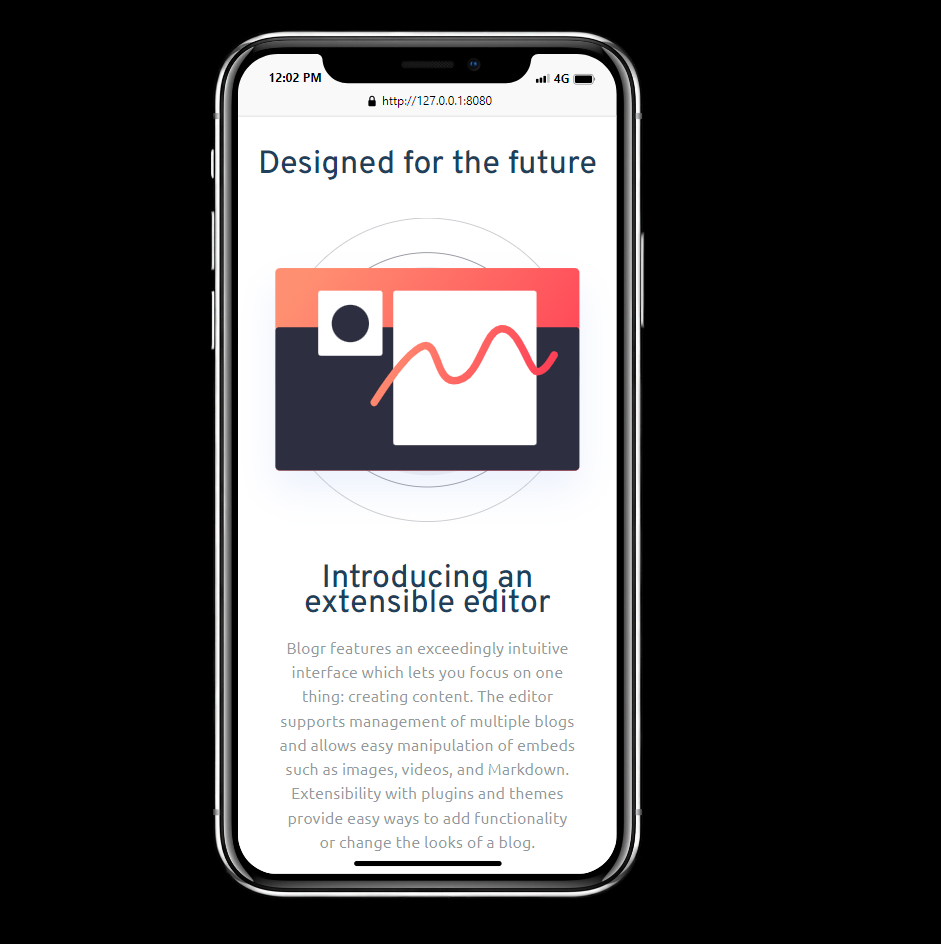 12:02 PM
4G
http://127.0.0.1:8080
Designed for the future
Introducing an
extensible editor
Blogr features an exceedingly intuitive
interface which lets you focus on one
thing: creating content. The editor
supports management of multiple blogs
and allows easy manipulation of embeds
such as images, videos, and Markdown.
Extensibility with plugins and themes
provide easy ways to add functionality
or change the looks of a blog.